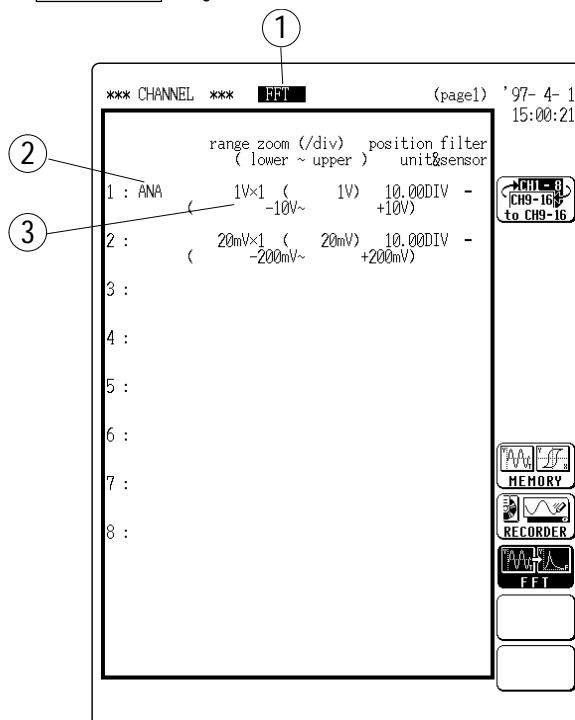 1
*** CHANNEL *** FFT (page1) '97- 4- 1
15:00:21
range zoom (/div) position filter
( lower ~ upper ) unit&sensor
2
1 : ANA 1V×1 ( 1V) 10.00DIV -
( -10V~ +10V)
3
2 : 20mV×1 ( 20mV) 10.00DIV -
( -200mV~ +200mV)
3 :
4 :
5 :
6 :
7 :
8 :
CH1 - 8
CH9-16
to CH9-16
MEMORY
RECORDER
FFT